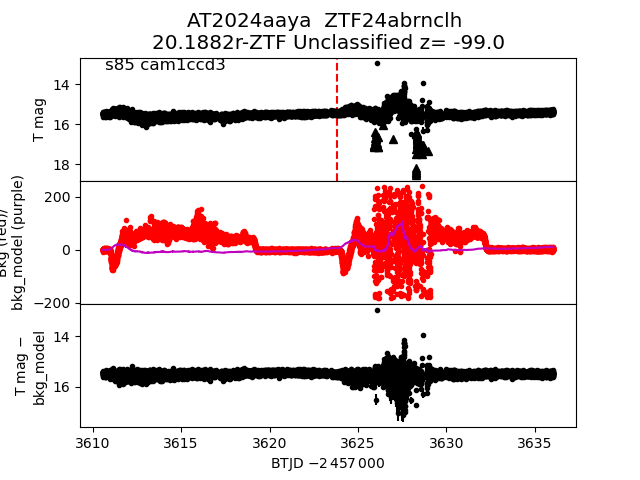 AT2024aaya  ZTF24abrnclh
20.1882r-ZTF Unclassified z= -99.0
s85 cam1ccd3
14
16
18
T mag
200
0
−200
Bkg (red)/
bkg_model (purple)
14
16
T mag −
bkg_model
3610 3615 3620 3625 3630 3635
BTJD −2 457 000